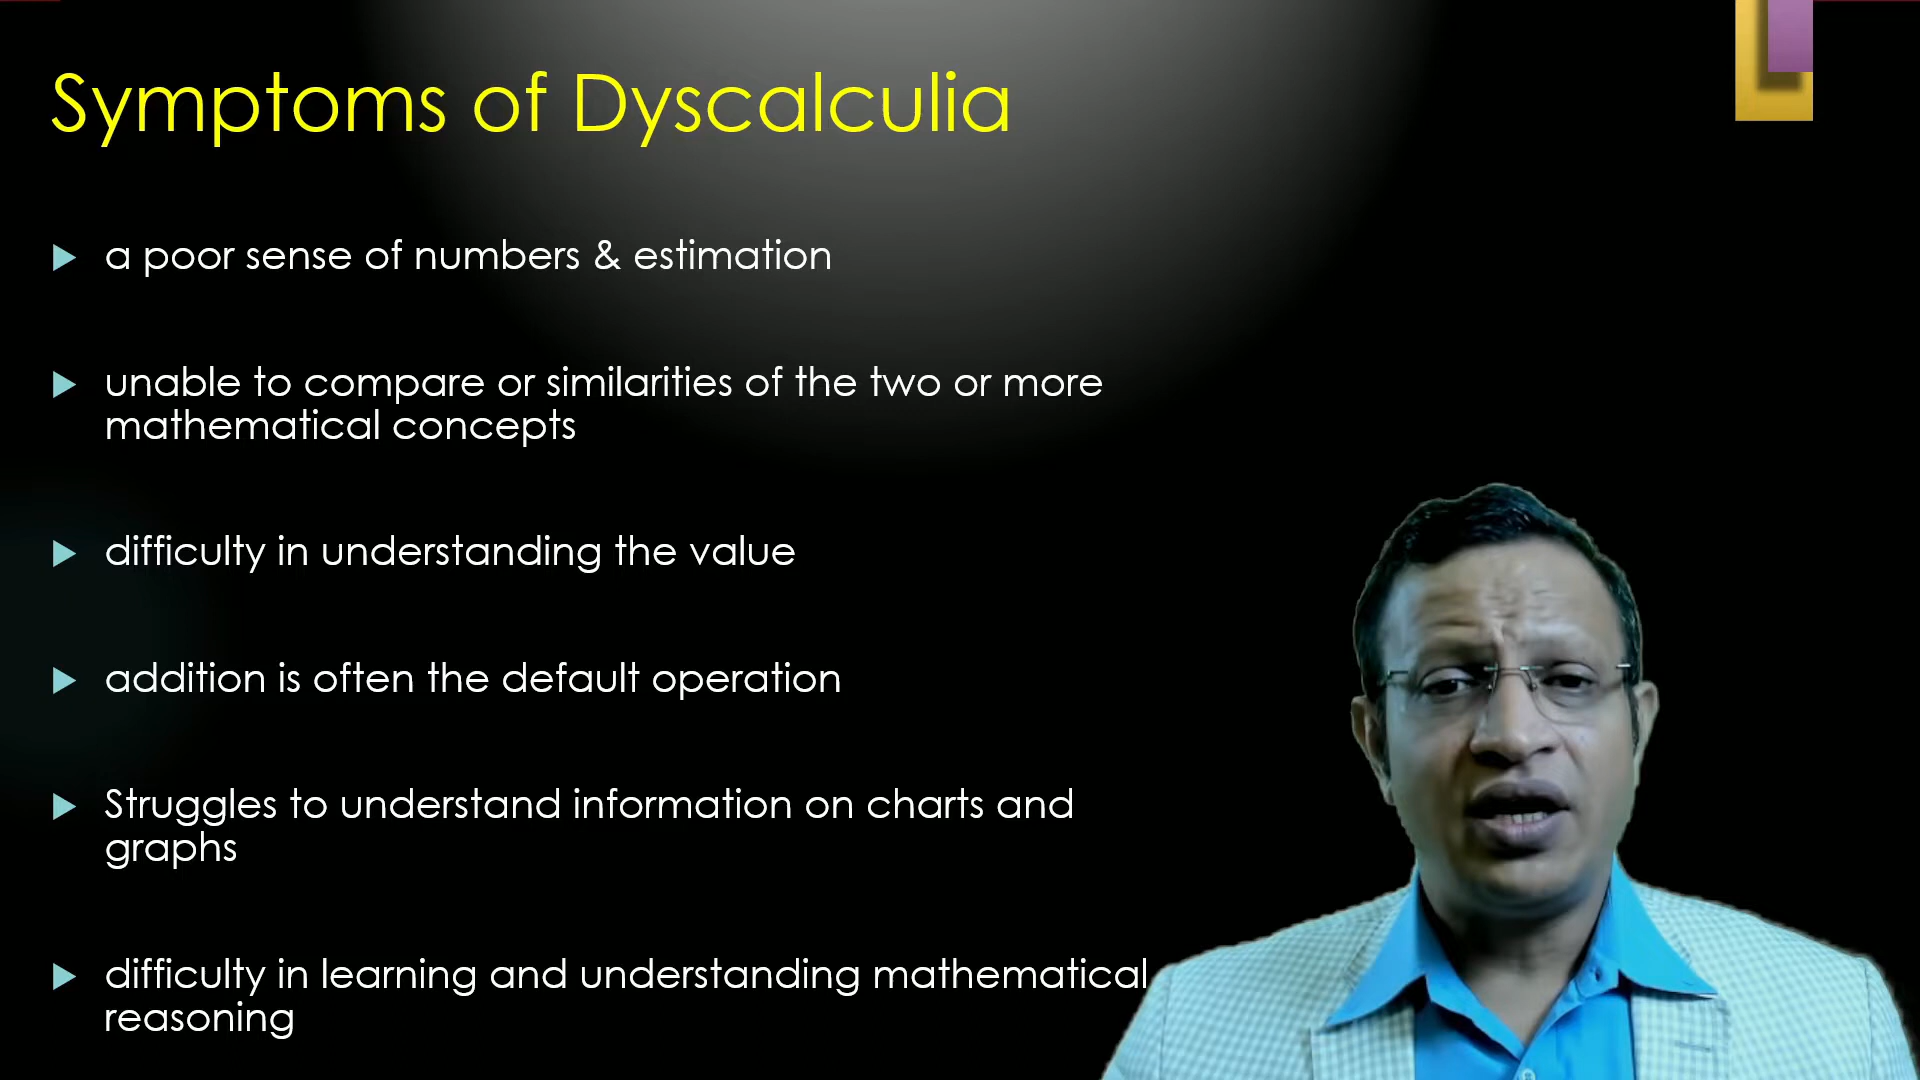 Symptoms of Dyscalculia
a poor sense of numbers & estimation
unable to compare or similarities of the two or more
mathematical concepts
difficulty in understanding the value
addition is often the default operation
Struggles to understand information on charts and
graphs
difficulty in learning and understanding mathematical
reasoning